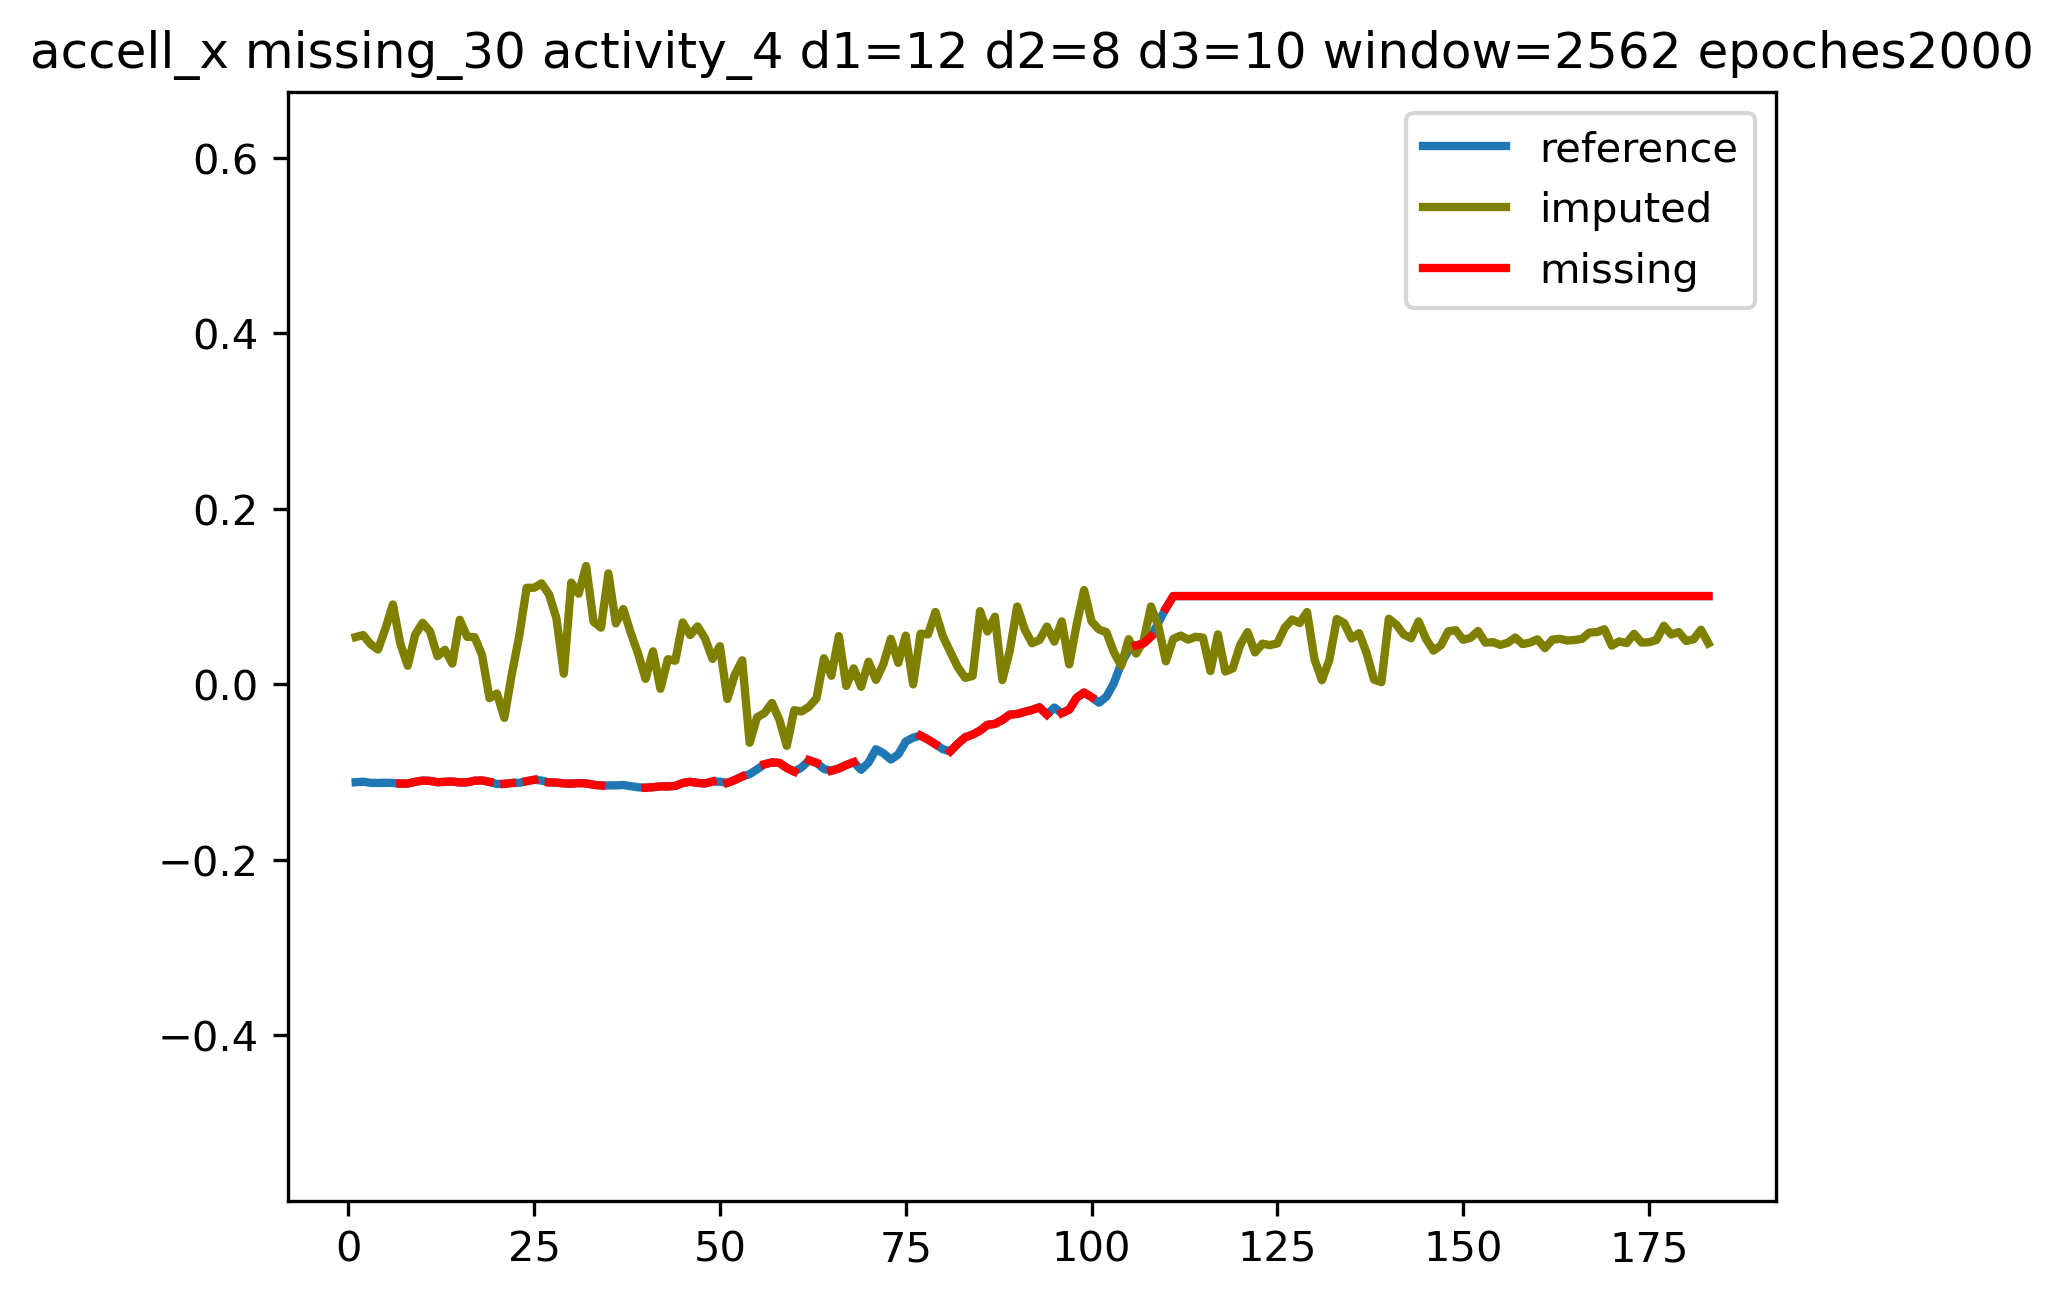 accell_x missing_30 activity_4 d1=12 d2=8 d3=10 window=2562 epoches2000
reference
imputed
missing
0.6
0.4
0.2
0.0
−0.2
−0.4
0 25 50 75 100 125 150 175